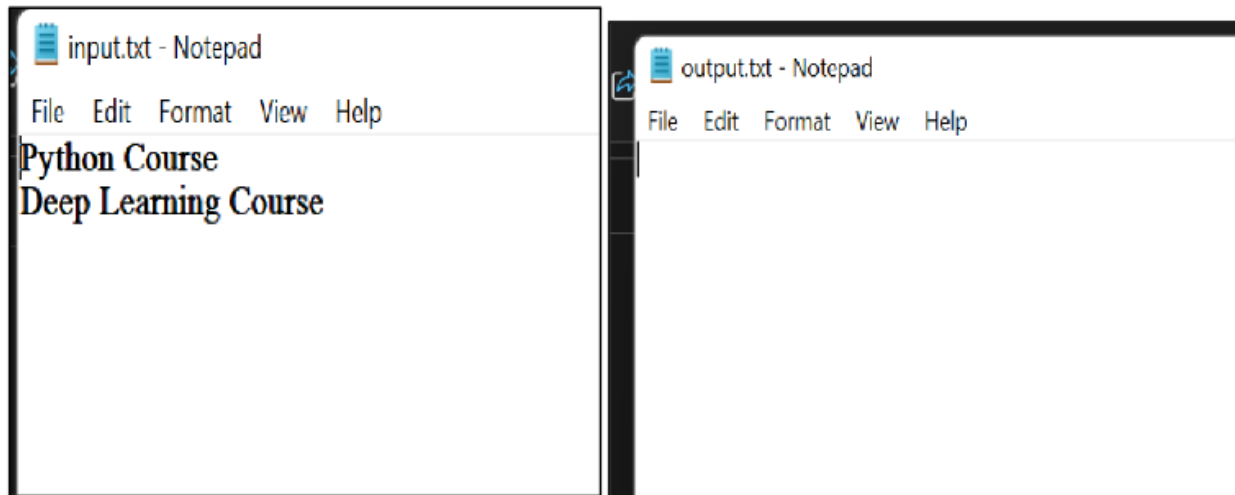 input.txt - Notepad
File Edit Format View Help
Python Course
Deep Learning Course
output.txt - Notepad
File Edit Format View Help